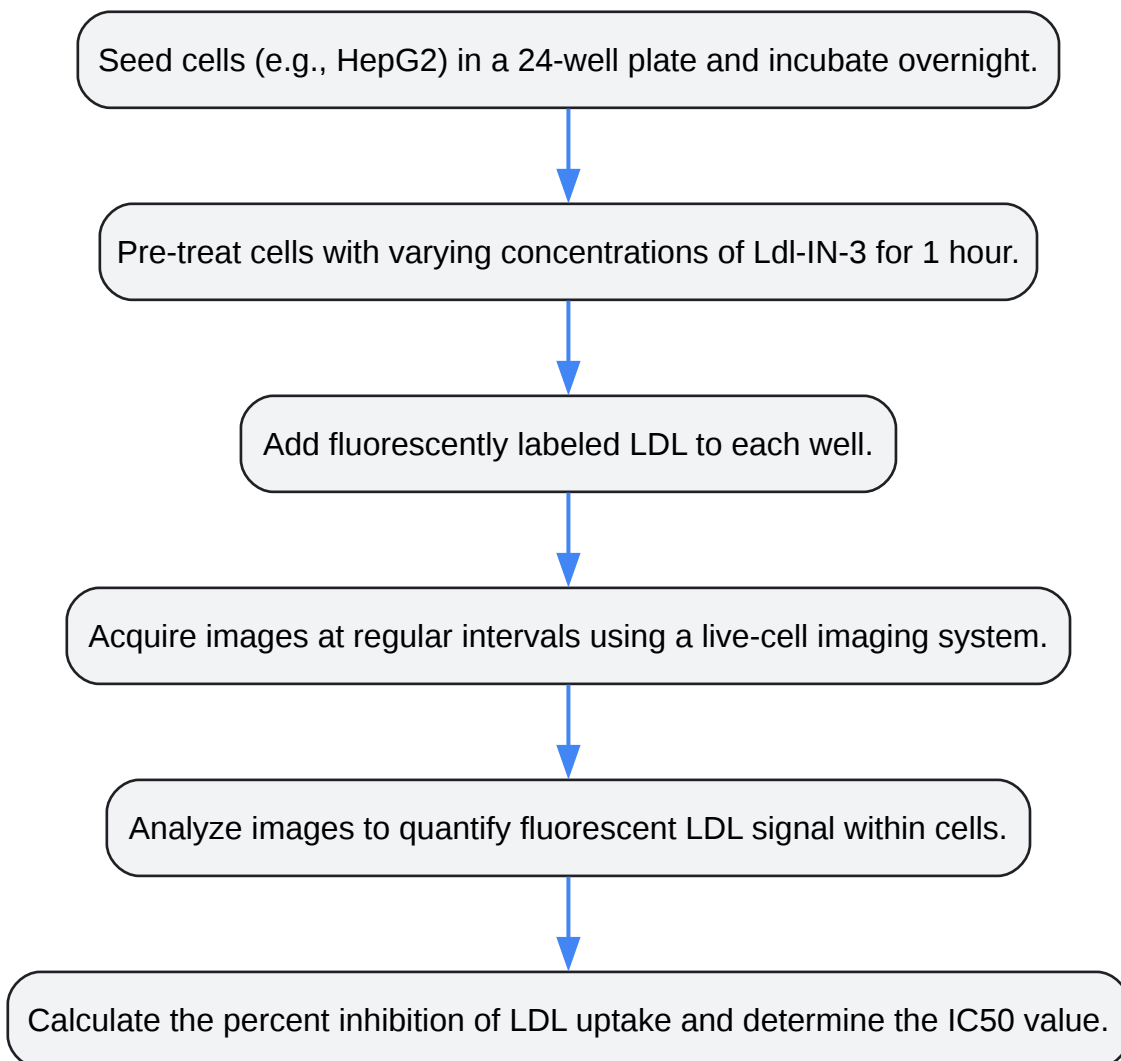 Seed cells (e.g., HepG2) in a 24-well plate and incubate overnight.
Pre-treat cells with varying concentrations of Ldl-IN-3 for 1 hour.
Add fluorescently labeled LDL to each well.
Acquire images at regular intervals using a live-cell imaging system.
Analyze images to quantify fluorescent LDL signal within cells.
Calculate the percent inhibition of LDL uptake and determine the IC50 value.